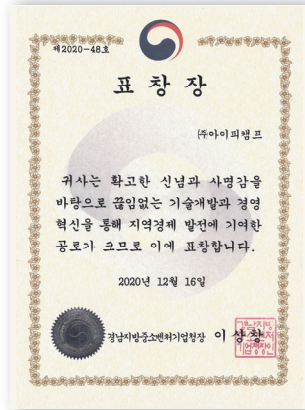 제2020-48호
표창장
㈜아이피캠프
귀사는 확고한 신념과 사명감을
바탕으로 끊임없는 기술개발과 경영
혁신을 통해 지역경제 발전에 기여한
공로가 크므로 이에 표창합니다.
2020년 12월 16일
경남지방중소벤처기업청장 이상창